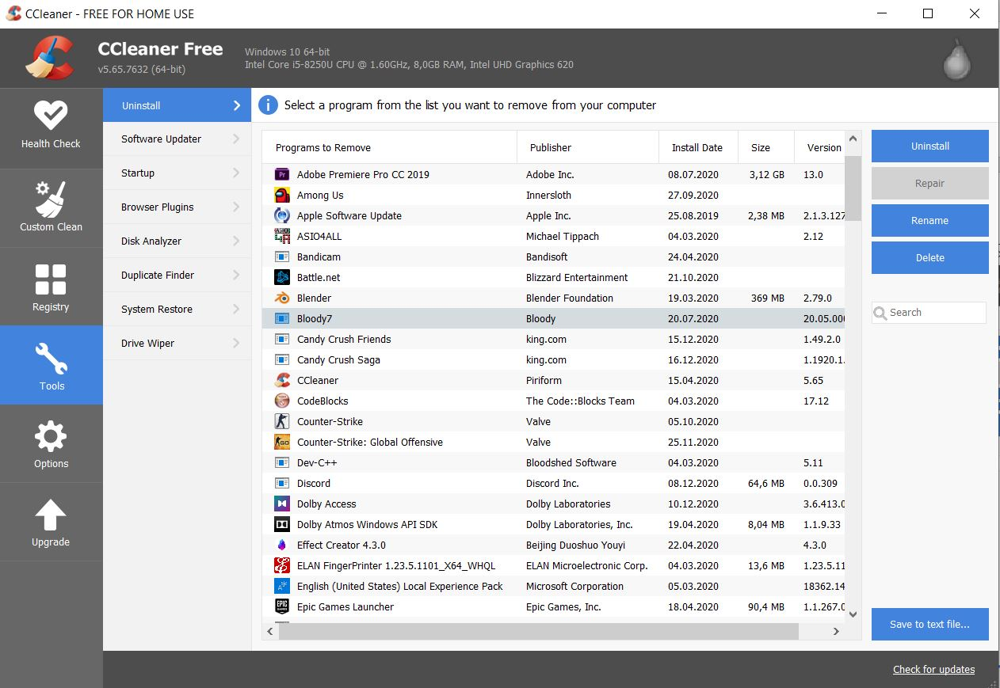 CCleaner - FREE FOR HOME USE
CCleaner Free
v5.65.7632 (64-bit)
Windows 10 64-bit
Intel Core i5-8250U CPU @ 1.60GHz, 8,0GB RAM, Intel UHD Graphics 620
Health Check
Custom Clean
Registry
Tools
Options
Upgrade
Uninstall
Software Updater
Startup
Browser Plugins
Disk Analyzer
Duplicate Finder
System Restore
Drive Wiper
Select a program from the list you want to remove from your computer
Programs to Remove Publisher Install Date Size Version
Adobe Premiere Pro CC 2019 Adobe Inc. 08.07.2020 3,12 GB 13.0
Among Us Innersloth 27.09.2020
Apple Software Update Apple Inc. 25.08.2019 2,38 MB 2.1.3.127
ASIO4ALL Michael Tippach 04.03.2020 2.12
Bandicam Bandisoft 24.04.2020
Battle.net Blizzard Entertainment 21.10.2020
Blender Blender Foundation 19.03.2020 369 MB 2.79.0
Bloody7 Bloody 20.07.2020 20.05.000
Candy Crush Friends king.com 15.12.2020 1.49.2.0
Candy Crush Saga king.com 16.12.2020 1.1920.1.
CCleaner Piriform 15.04.2020 5.65
CodeBlocks The Code::Blocks Team 04.03.2020 17.12
Counter-Strike Valve 05.10.2020
Counter-Strike: Global Offensive Valve 25.11.2020
Dev-C++ Bloodshed Software 04.03.2020 5.11
Discord Discord Inc. 08.12.2020 64,6 MB 0.0.309
Dolby Access Dolby Laboratories 10.12.2020 3.6.413.0
Dolby Atmos Windows API SDK Dolby Laboratories, Inc. 19.04.2020 8,04 MB 1.1.9.33
Effect Creator 4.3.0 Beijing Duoshuo Youyi 22.04.2020 4.3.0
ELAN FingerPrinter 1.23.5.1101_X64_WHQL ELAN Microelectronic Corp. 04.03.2020 13,6 MB 1.23.5.11
English (United States) Local Experience Pack Microsoft Corporation 05.03.2020 18362.14
Epic Games Launcher Epic Games, Inc. 18.04.2020 90,4 MB 1.1.267.0
Uninstall
Repair
Rename
Delete
Search
Save to text file...
Check for updates